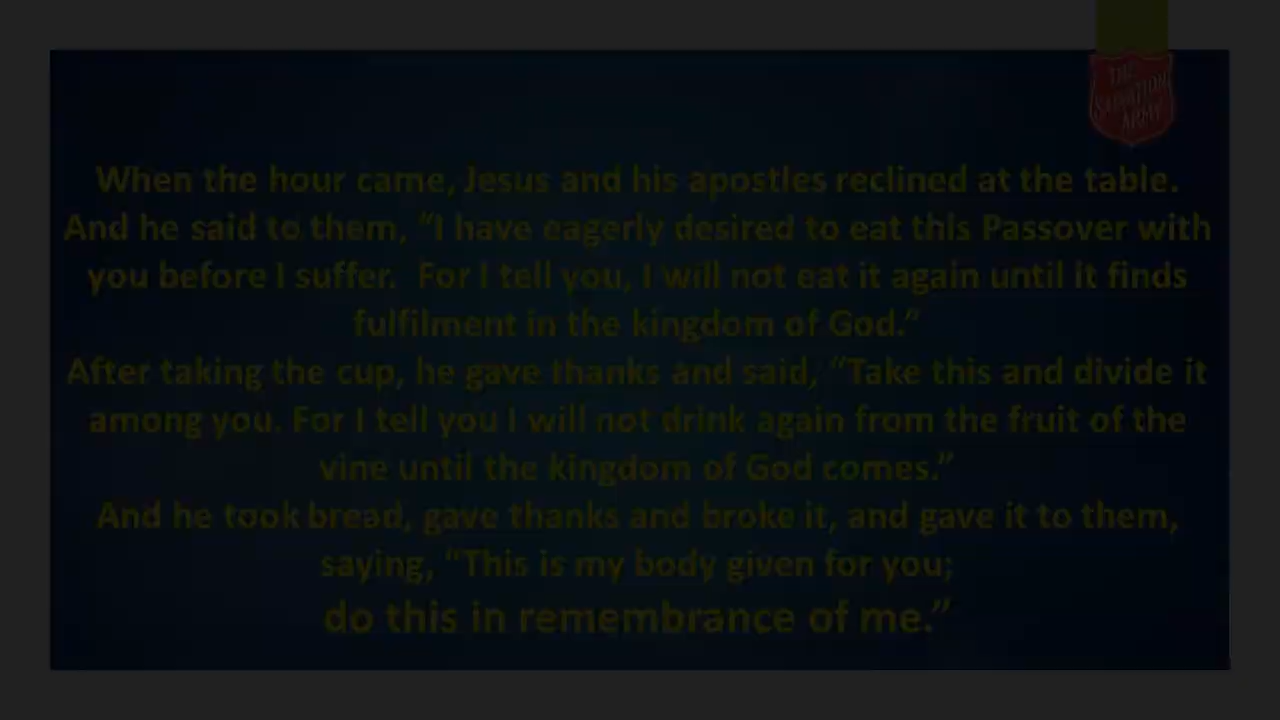 THE
SALVATION
ARMY
When the hour came, Jesus and his apostles reclined at the table.
And he said to them, “I have eagerly desired to eat this Passover with
you before I suffer.  For I tell you, I will not eat it again until it finds
fulfilment in the kingdom of God.”
After taking the cup, he gave thanks and said, “Take this and divide it
among you. For I tell you I will not drink again from the fruit of the
vine until the kingdom of God comes.”
And he took bread, gave thanks and broke it, and gave it to them,
saying, “This is my body given for you;
do this in remembrance of me.”